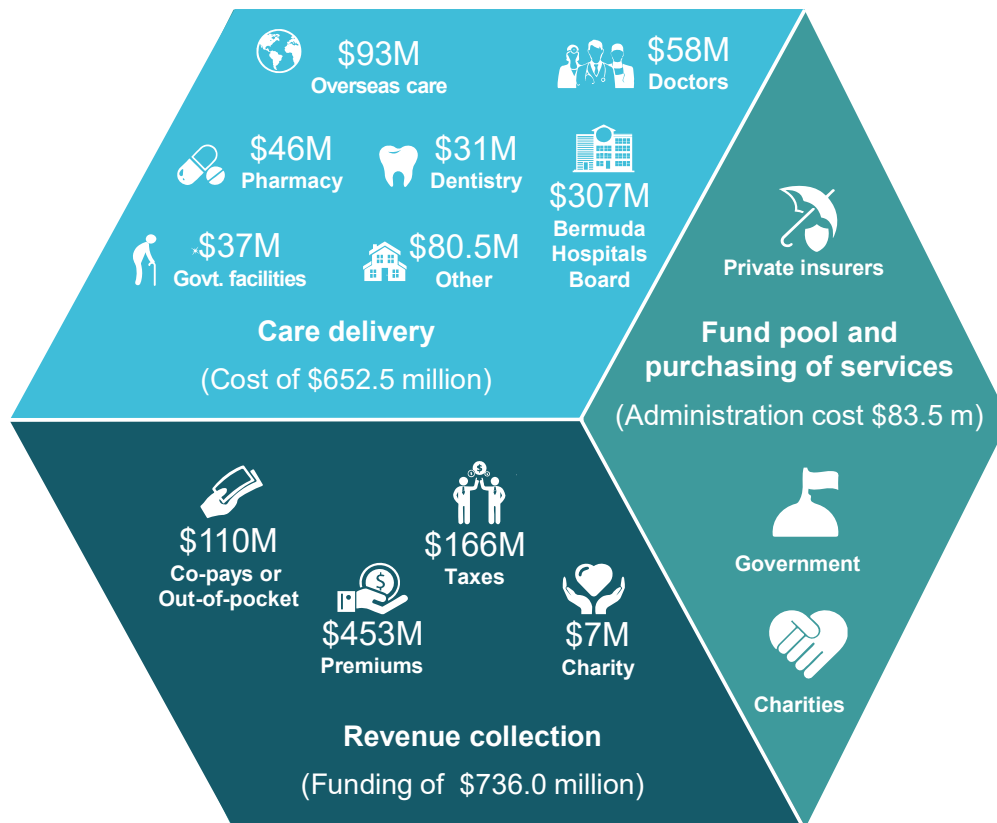 $93M
Overseas care
$58M
Doctors
$46M
Pharmacy
$31M
Dentistry
$307M
Bermuda
Hospitals
Board
$37M
Govt. facilities
$80.5M
Other
Care delivery
(Cost of $652.5 million)
Private insurers
Fund pool and
purchasing of services
(Administration cost $83.5 m)
Government
Charities
$110M
Co-pays or
Out-of-pocket
$
$166M
Taxes
$
$453M
Premiums
$7M
Charity
Revenue collection
(Funding of $736.0 million)